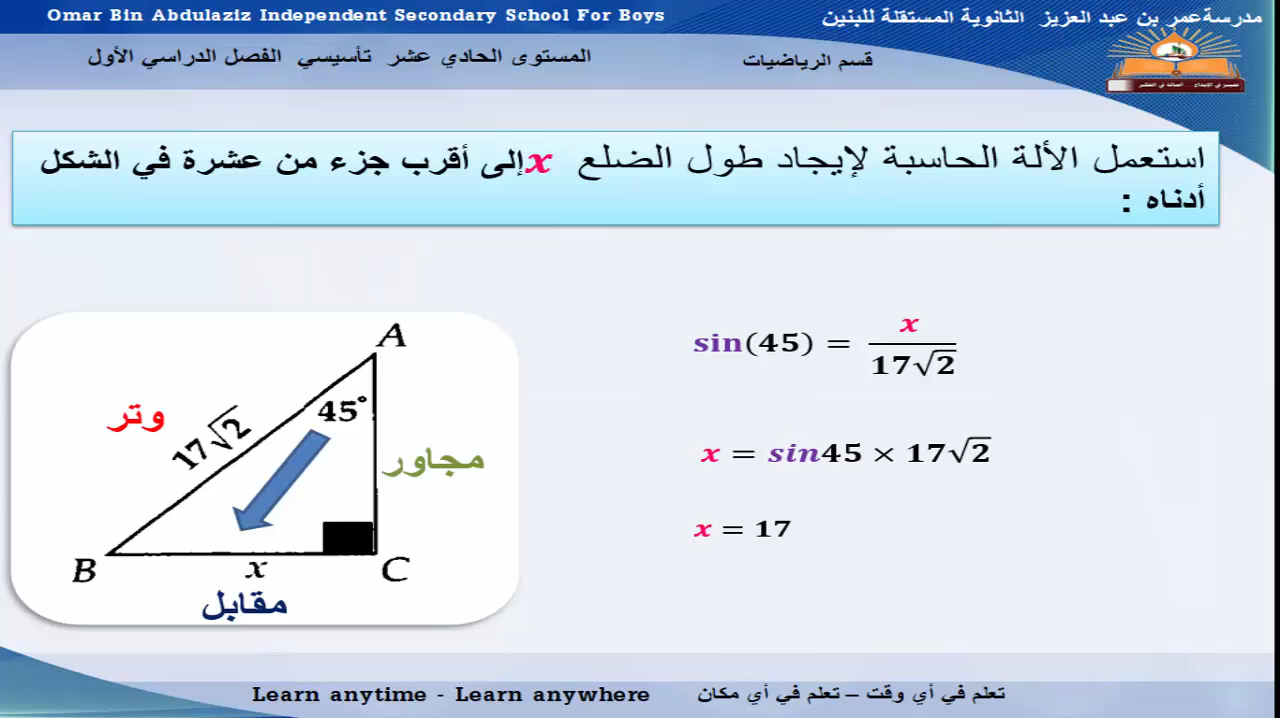 Omar Bin Abdulaziz Independent Secondary School For Boys
مدرسةعمر بن عبد العزيز الثانوية المستقلة للبنين
المستوى الحادي عشر تأسيسي الفصل الدراسي الأول
قسم الرياضيات
استعمل الألة الحاسبة لإيجاد طول الضلع x إلى أقرب جزء من عشرة في الشكل
أدناه :
A
45°
وتر
17√2
مجاور
B
x
C
مقابل
sin(45) = x / 17√2
x = sin45 × 17√2
x = 17
Learn anytime - Learn anywhere
تعلم في أي وقت – تعلم في أي مكان